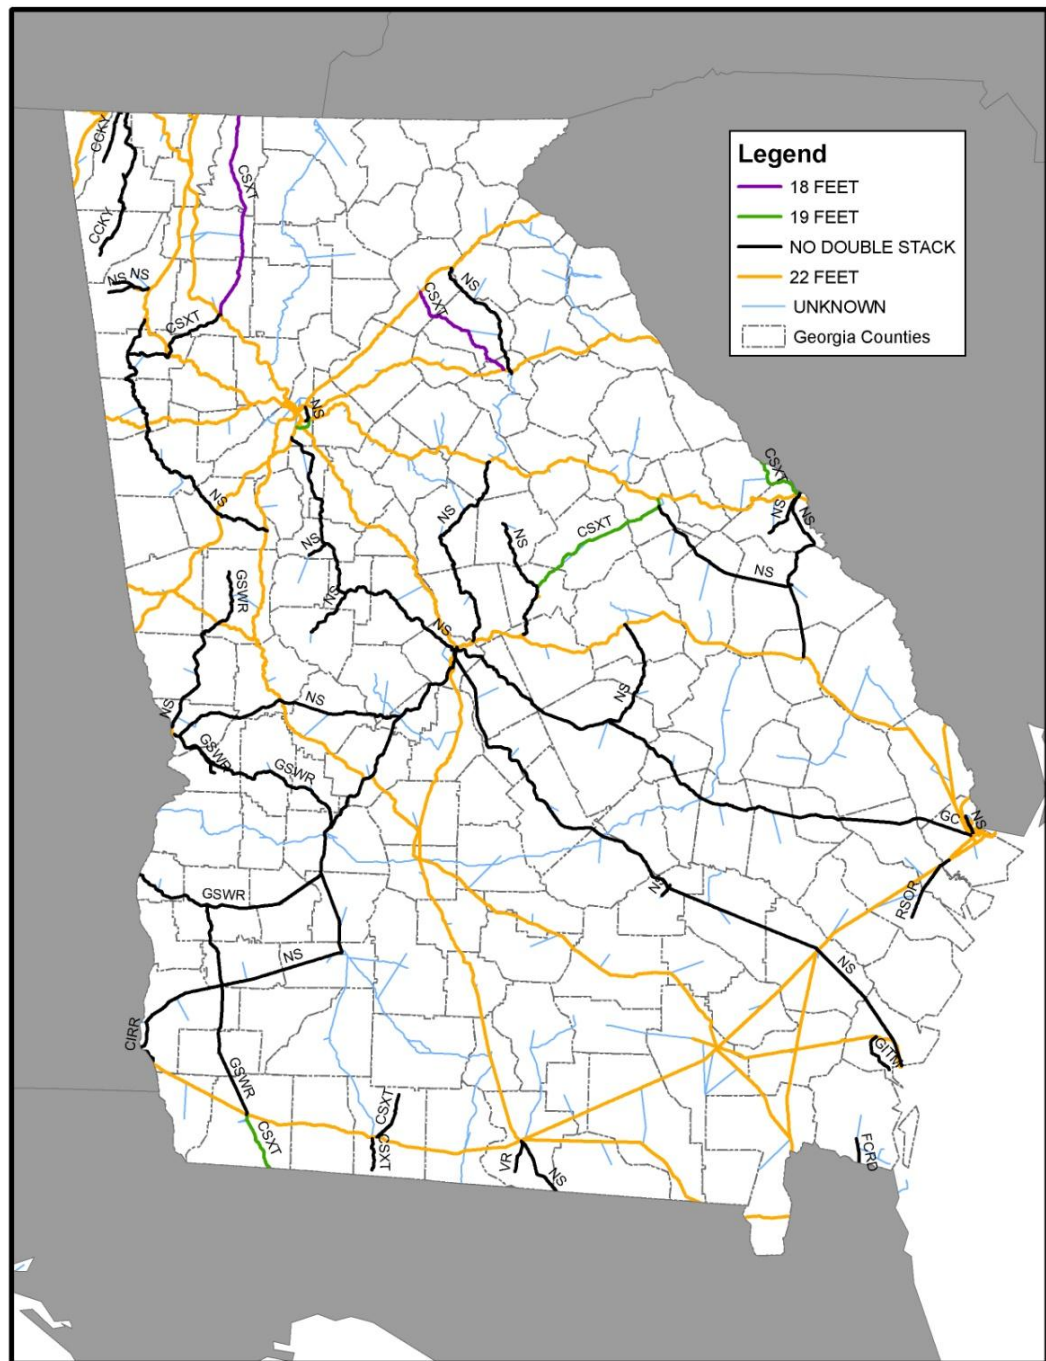 Legend
18 FEET
19 FEET
NO DOUBLE STACK
22 FEET
UNKNOWN
Georgia Counties
CCKY
CSXT
CCKY
NS NS
NS
CSXT
CSXT
NS
CSXT
NS
NS
NS
NS
NS
CSXT
NS
NS
GSWR
NS
NS
NS
NS
NS
NS
GSWR
GSWR
GC
NS
NS
RSOR
GSWR
NS
NS
CIRR
GITM
GSWR
CSXT
CSXT
CSXT
VR
NS
FCRD